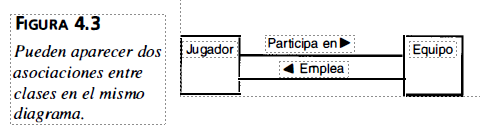 FIGURA 4.3
Pueden aparecer dos
asociaciones entre
clases en el mismo
diagrama.
Jugador
Participa en ▶
Equipo
◀ Emplea